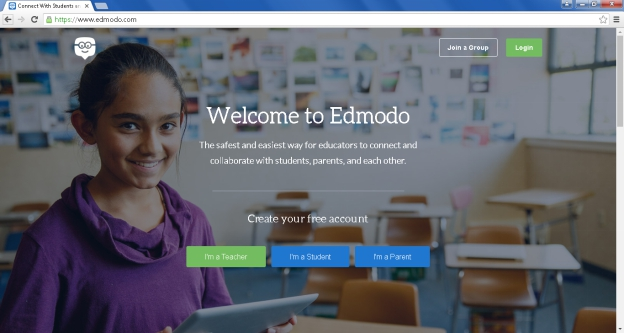 Connect With Students an
https://www.edmodo.com
Join a Group
Login
Welcome to Edmodo
The safest and easiest way for educators to connect and
collaborate with students, parents, and each other.
Create your free account
I'm a Teacher
I'm a Student
I'm a Parent